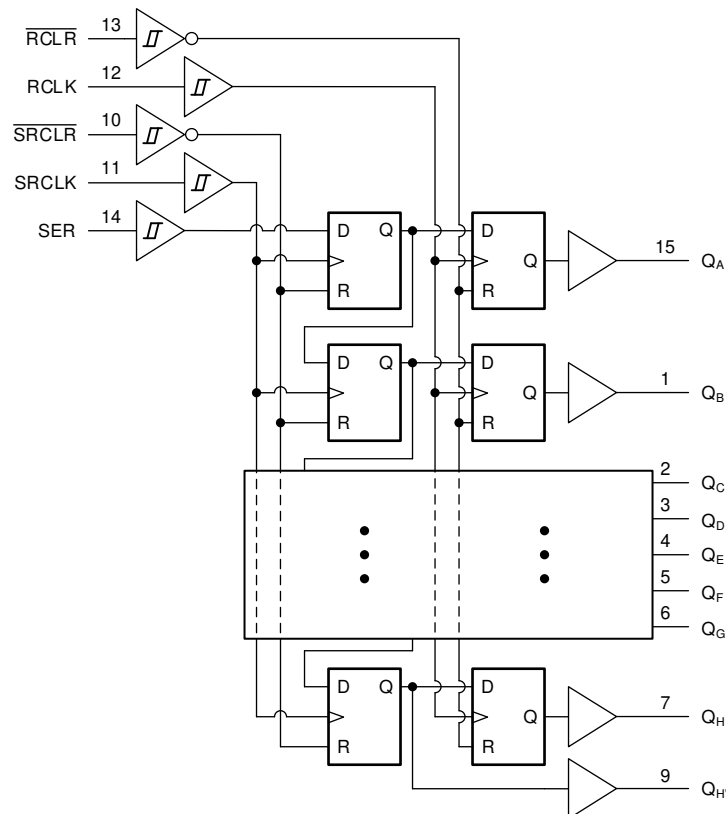 RCLR 13
RCLK 12
SRCLR 10
SRCLK 11
SER 14
D Q D Q 15 QA
R R
D Q D Q 1 QB
R R
2 QC
3 QD
4 QE
5 QF
6 QG
D Q D Q 7 QH
R R
9 QH'